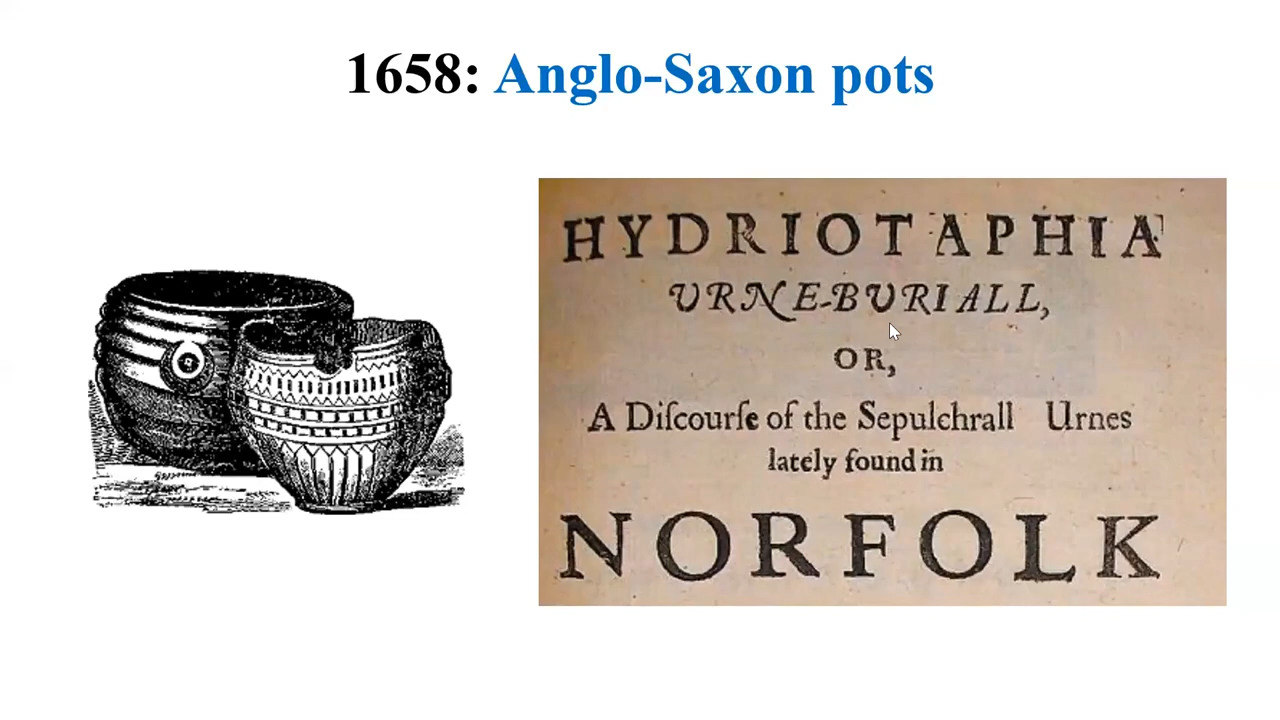 1658: Anglo-Saxon pots
HYDRIOTAPHIA
URNE-BURIALL,
OR,
A Diſcourſe of the Sepulchrall Urnes
lately found in
NORFOLK